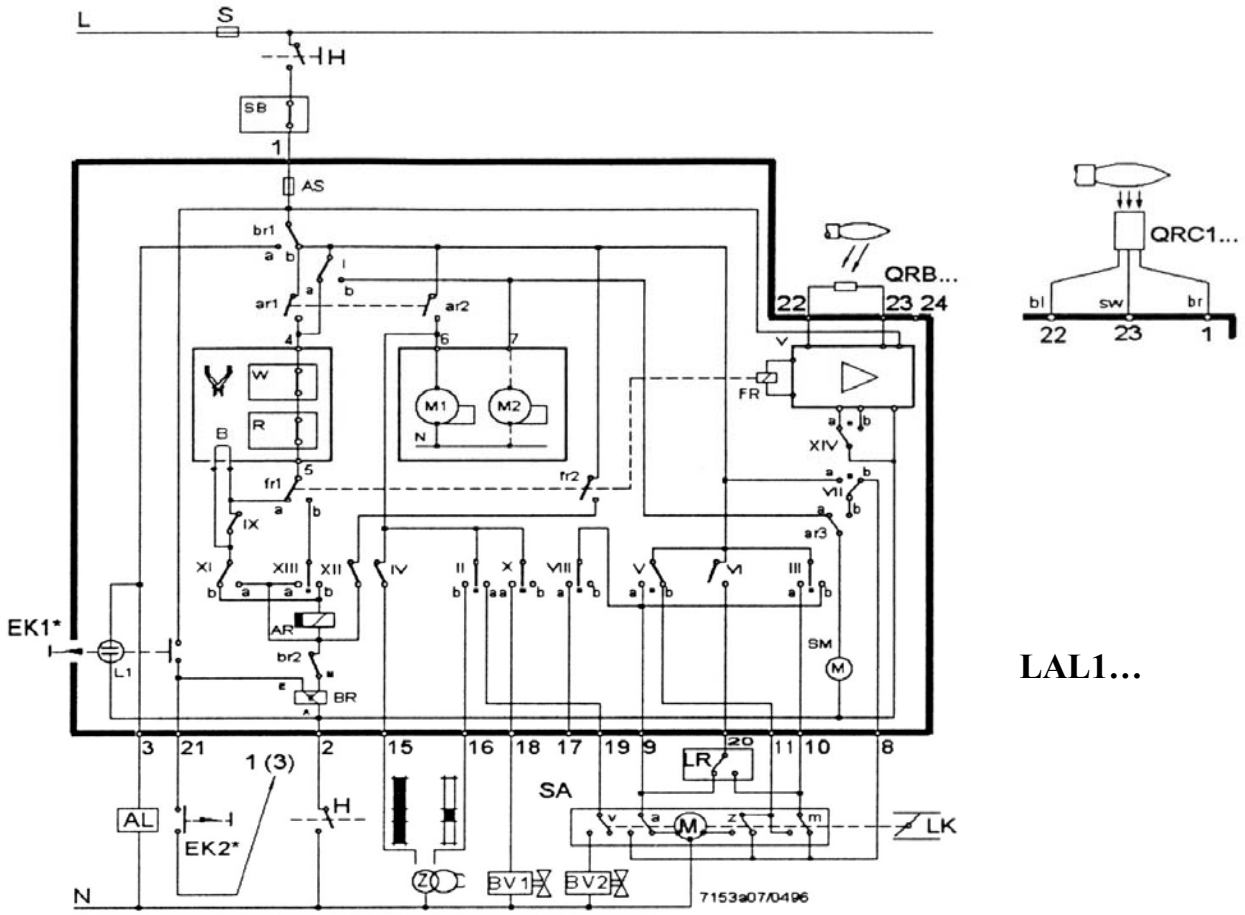 L S
H
SB
1
AS
br1
a b I
a b
ar1 ar2
4 6 7
W
R
B
M1 M2
N
5
fr1 fr2
a b
IX
XI XIII XII IV II X VIII V VI III
b a a b b a a b a b a b a b
AR
br2
E
BR
A
EK1*
L1
QRB...
22 23 24
V
FR
a b
XIV
a b
VII
a b
ar3
SM
M
QRC1...
bl sw br
22 23 1
LAL1...
3 21 2 15 16 18 17 19 9 20 11 10 8
1 (3)
LR
SA
H
AL
EK2*
v a M z m
LK
Z
BV1 BV2
7153a07/0496
N